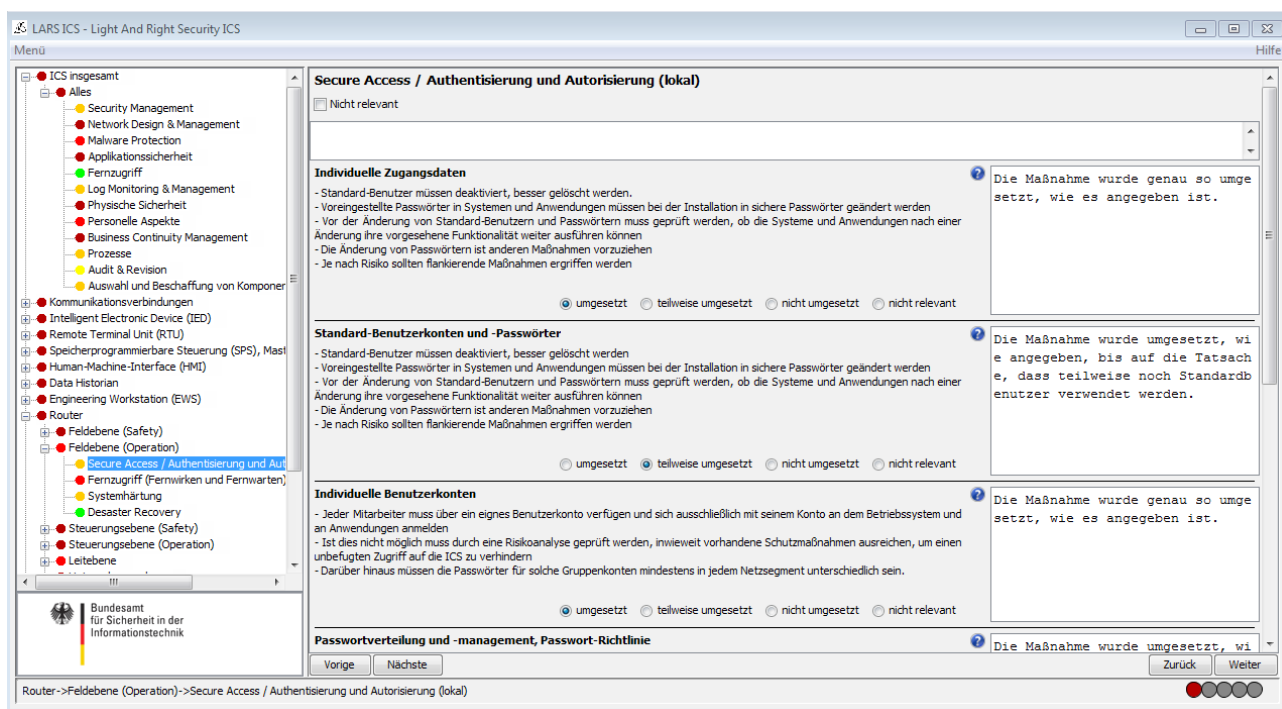 LARS ICS - Light And Right Security ICS
Menü
Hilfe
ICS insgesamt
Alles
Security Management
Network Design & Management
Malware Protection
Applikationssicherheit
Fernzugriff
Log Monitoring & Management
Physische Sicherheit
Personelle Aspekte
Business Continuity Management
Prozesse
Audit & Revision
Auswahl und Beschaffung von Komponer
Kommunikationsverbindungen
Intelligent Electronic Device (IED)
Remote Terminal Unit (RTU)
Speicherprogrammierbare Steuerung (SPS), Mast
Human-Machine-Interface (HMI)
Data Historian
Engineering Workstation (EWS)
Router
Feldebene (Safety)
Feldebene (Operation)
Secure Access / Authentisierung und Aut
Fernzugriff (Fernwirken und Fernwarten)
Systemhärtung
Desaster Recovery
Steuerungsebene (Safety)
Steuerungsebene (Operation)
Leitebene
Bundesamt
für Sicherheit in der
Informationstechnik
Secure Access / Authentisierung und Autorisierung (lokal)
Nicht relevant
Individuelle Zugangsdaten
- Standard-Benutzer müssen deaktiviert, besser gelöscht werden.
- Voreingestellte Passwörter in Systemen und Anwendungen müssen bei der Installation in sichere Passwörter geändert werden
- Vor der Änderung von Standard-Benutzern und Passwörtern muss geprüft werden, ob die Systeme und Anwendungen nach einer
Änderung ihre vorgesehene Funktionalität weiter ausführen können
- Die Änderung von Passwörtern ist anderen Maßnahmen vorzuziehen
- Je nach Risiko sollten flankierende Maßnahmen ergriffen werden
umgesetzt teilweise umgesetzt nicht umgesetzt nicht relevant
Die Maßnahme wurde genau so umge
setzt, wie es angegeben ist.
Standard-Benutzerkonten und -Passwörter
- Standard-Benutzer müssen deaktiviert, besser gelöscht werden
- Voreingestellte Passwörter in Systemen und Anwendungen müssen bei der Installation in sichere Passwörter geändert werden
- Vor der Änderung von Standard-Benutzern und Passwörtern muss geprüft werden, ob die Systeme und Anwendungen nach einer
Änderung ihre vorgesehene Funktionalität weiter ausführen können
- Die Änderung von Passwörtern ist anderen Maßnahmen vorzuziehen
- Je nach Risiko sollten flankierende Maßnahmen ergriffen werden
umgesetzt teilweise umgesetzt nicht umgesetzt nicht relevant
Die Maßnahme wurde umgesetzt, wi
e angegeben, bis auf die Tatsach
e, dass teilweise noch Standardb
enutzer verwendet werden.
Individuelle Benutzerkonten
- Jeder Mitarbeiter muss über ein eignes Benutzerkonto verfügen und sich ausschließlich mit seinem Konto an dem Betriebssystem und
an Anwendungen anmelden
- Ist dies nicht möglich muss durch eine Risikoanalyse geprüft werden, inwieweit vorhandene Schutzmaßnahmen ausreichen, um einen
unbefugten Zugriff auf die ICS zu verhindern
- Darüber hinaus müssen die Passwörter für solche Gruppenkonten mindestens in jedem Netzsegment unterschiedlich sein.
umgesetzt teilweise umgesetzt nicht umgesetzt nicht relevant
Die Maßnahme wurde genau so umge
setzt, wie es angegeben ist.
Passwortverteilung und -management, Passwort-Richtlinie
Die Maßnahme wurde umgesetzt, wi
Vorige Nächste Zurück Weiter
Router->Feldebene (Operation)->Secure Access / Authentisierung und Autorisierung (lokal)